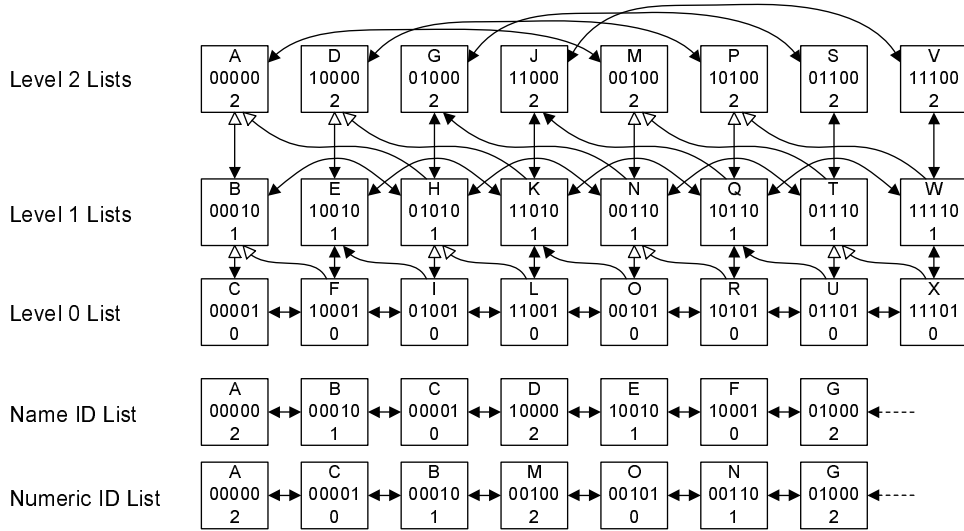 A D G J M P S V
Level 2 Lists 00000 10000 01000 11000 00100 10100 01100 11100
2 2 2 2 2 2 2 2
B E H K N Q T W
Level 1 Lists 00010 10010 01010 11010 00110 10110 01110 11110
1 1 1 1 1 1 1 1
C F I L O R U X
Level 0 List 00001 10001 01001 11001 00101 10101 01101 11101
0 0 0 0 0 0 0 0
A B C D E F G
Name ID List 00000 00010 00001 10000 10010 10001 01000
2 1 0 2 1 0 2
A C B M O N G
Numeric ID List 00000 00001 00010 00100 00101 00110 01000
2 0 1 2 0 1 2